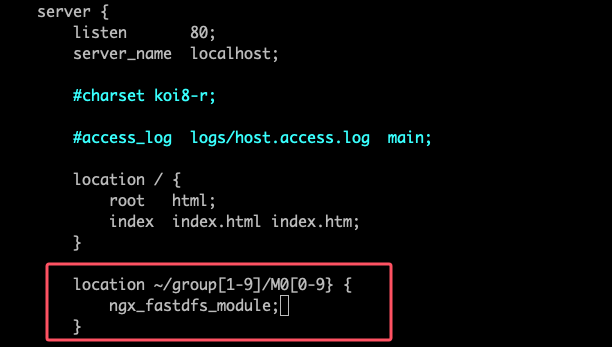 server {
listen       80;
server_name  localhost;
#charset koi8-r;
#access_log  logs/host.access.log  main;
location / {
root   html;
index  index.html index.htm;
}
location ~/group[1-9]/M0[0-9} {
ngx_fastdfs_module;
}